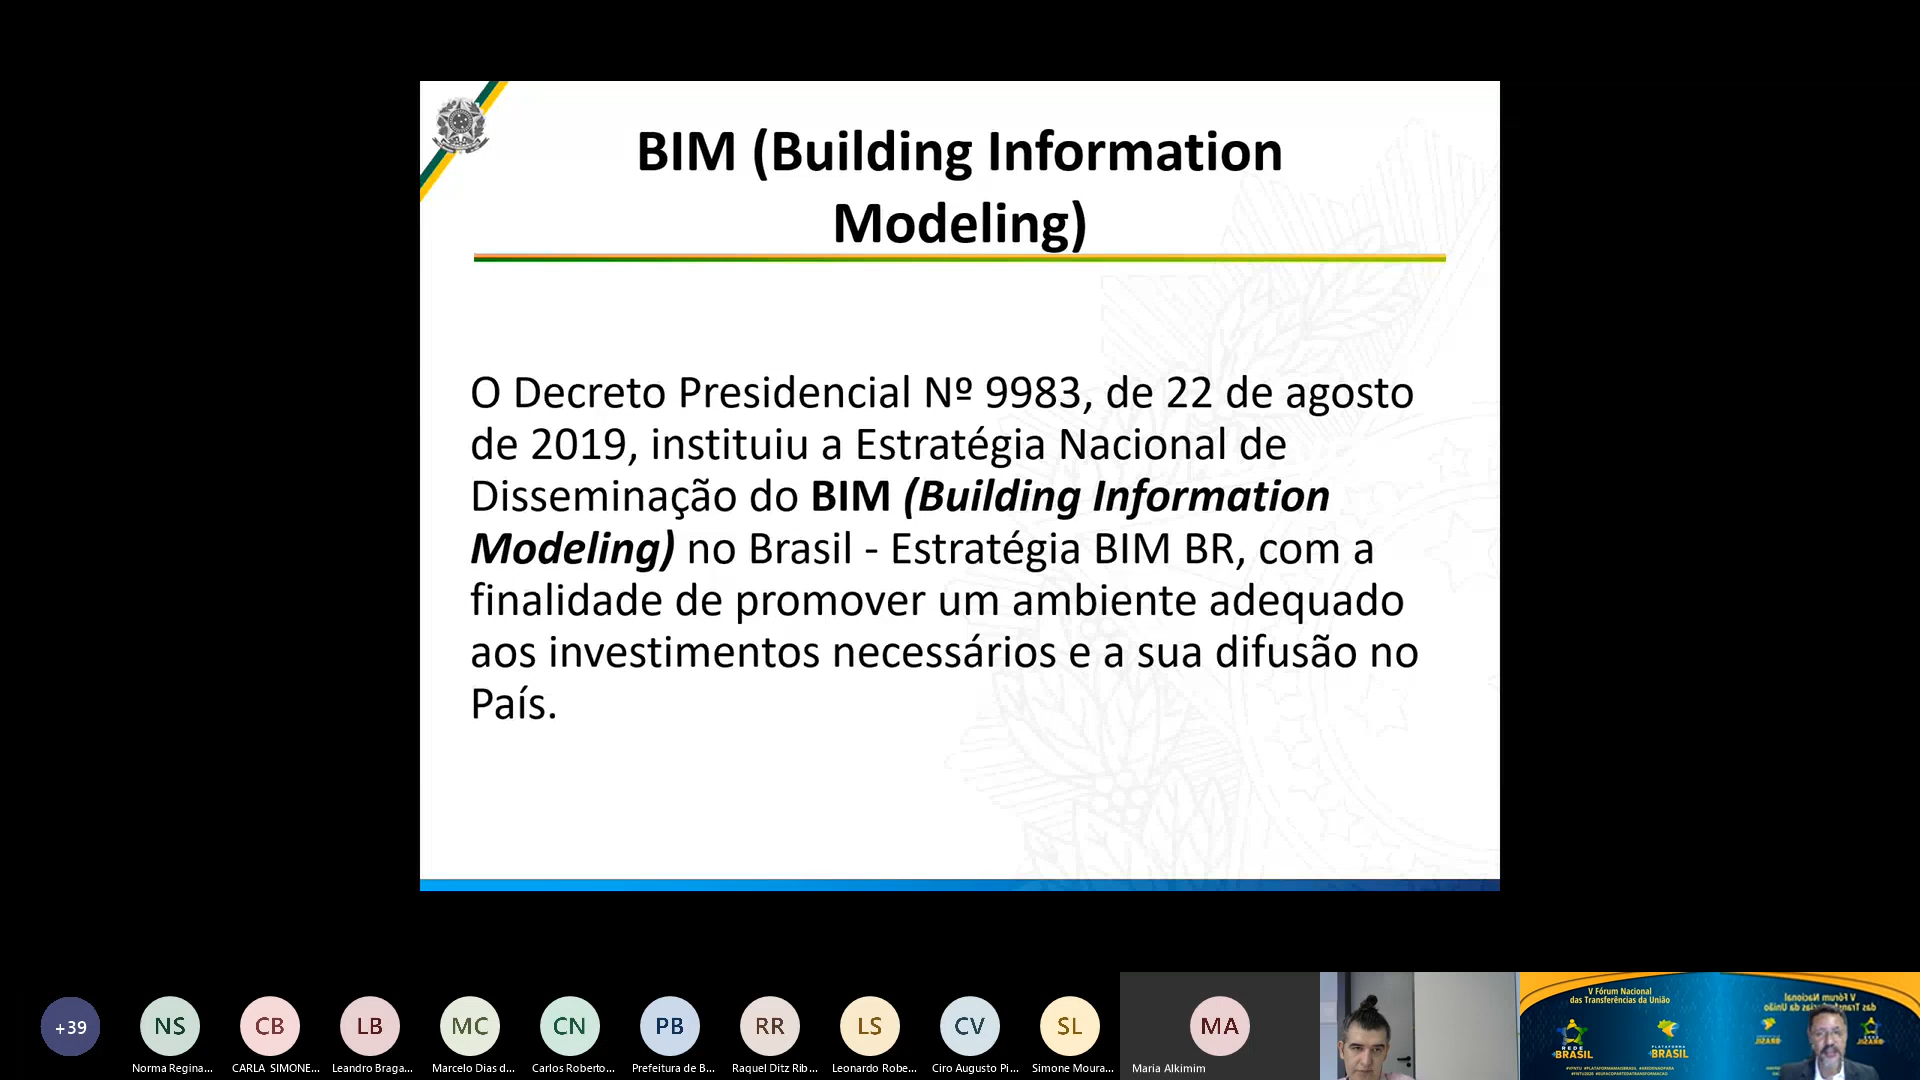 BIM (Building Information
Modeling)
O Decreto Presidencial Nº 9983, de 22 de agosto
de 2019, instituiu a Estratégia Nacional de
Disseminação do BIM (Building Information
Modeling) no Brasil - Estratégia BIM BR, com a
finalidade de promover um ambiente adequado
aos investimentos necessários e a sua difusão no
País.
+39
NS
CB
LB
MC
CN
PB
RR
LS
CV
SL
MA
Norma Regina...
CARLA SIMONE...
Leandro Braga...
Marcelo Dias d...
Carlos Roberto...
Prefeitura de B...
Raquel Ditz Rib...
Leonardo Robe...
Ciro Augusto Pi...
Simone Moura...
Maria Alkimim
V Fórum Nacional
das Transferências da União
REDE
+BRASIL
PLATAFORMA
+BRASIL